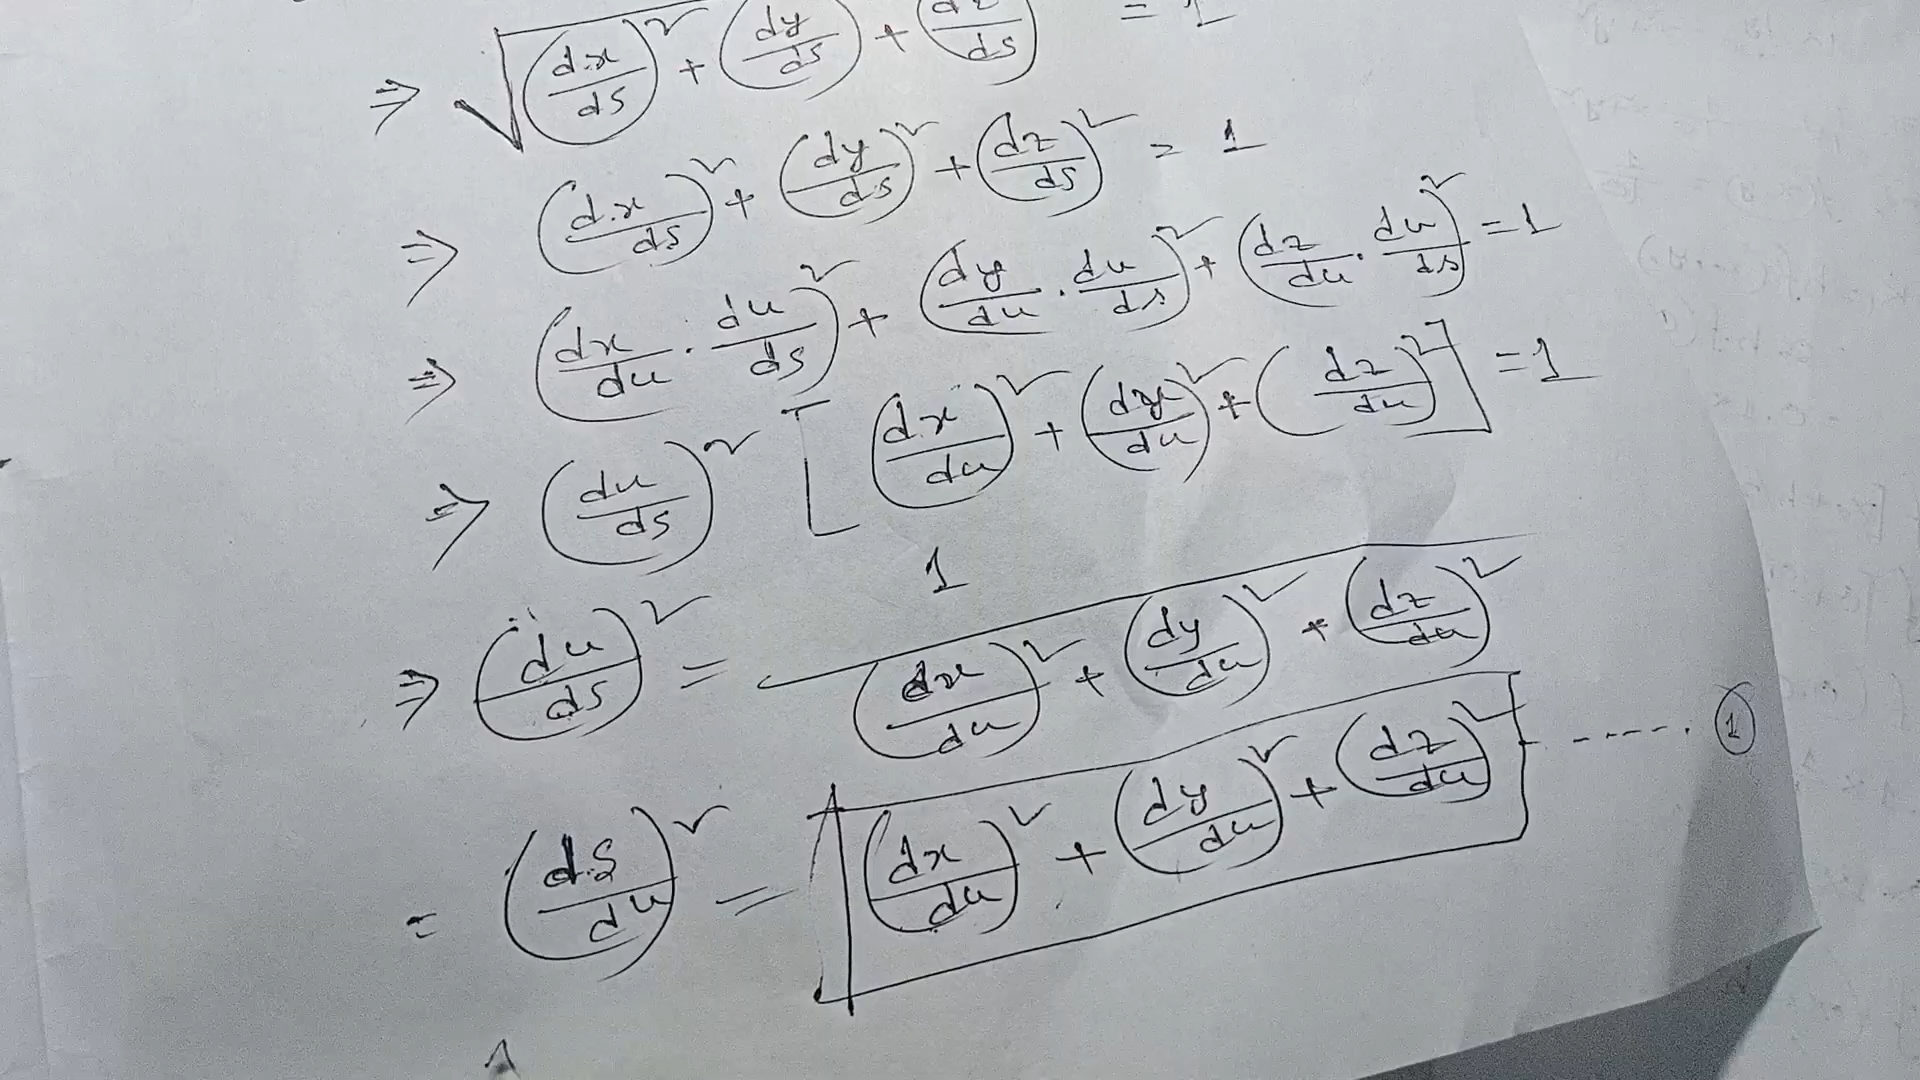 ⇒ √(dx/ds)² + (dy/ds) + (dz/ds) = 1
⇒ (dx/ds)² + (dy/ds)² + (dz/ds)² = 1
⇒ (dx/du · du/ds)² + (dy/du · du/ds)² + (dz/du · du/ds)² = 1
⇒ (du/ds)² [(dx/du)² + (dy/du)² + (dz/du)²] = 1
⇒ (du/ds)² = 1/((dx/du)² + (dy/du)² + (dz/du)²)
= (ds/du)² = [(dx/du)² + (dy/du)² + (dz/du)²] ------. ①